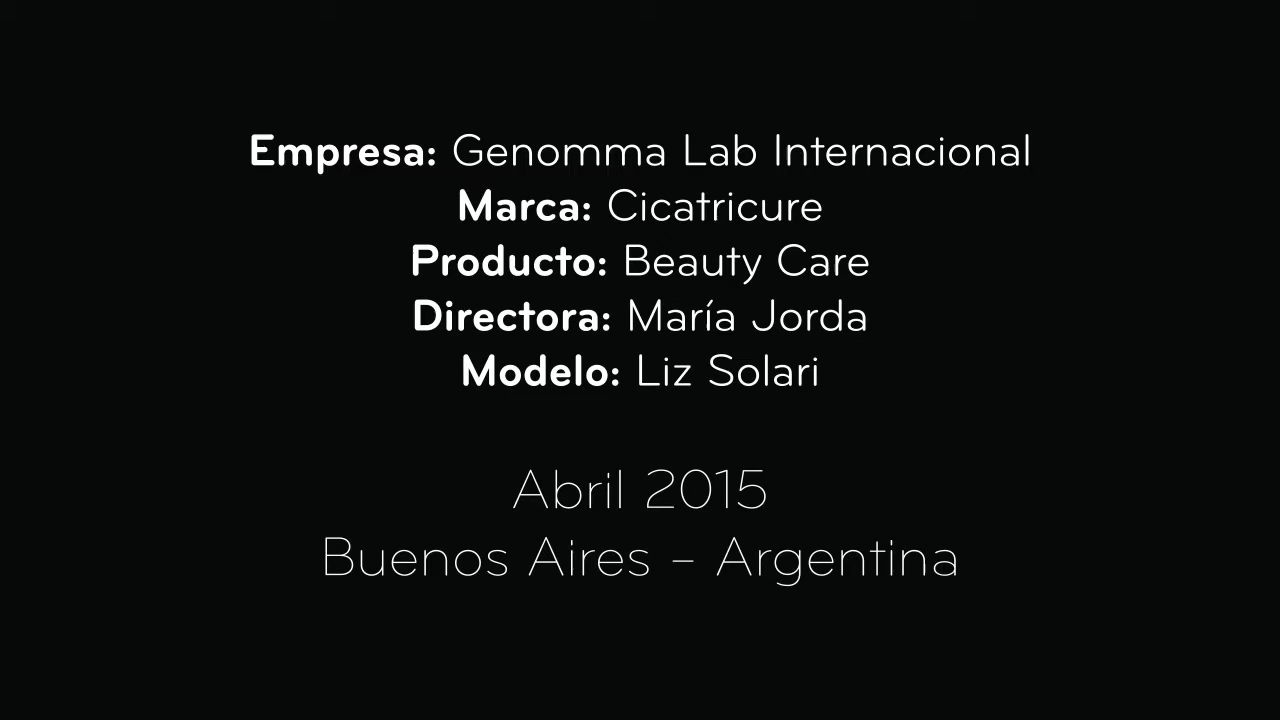 Empresa: Genomma Lab Internacional
Marca: Cicatricure
Producto: Beauty Care
Directora: María Jorda
Modelo: Liz Solari
Abril 2015
Buenos Aires – Argentina